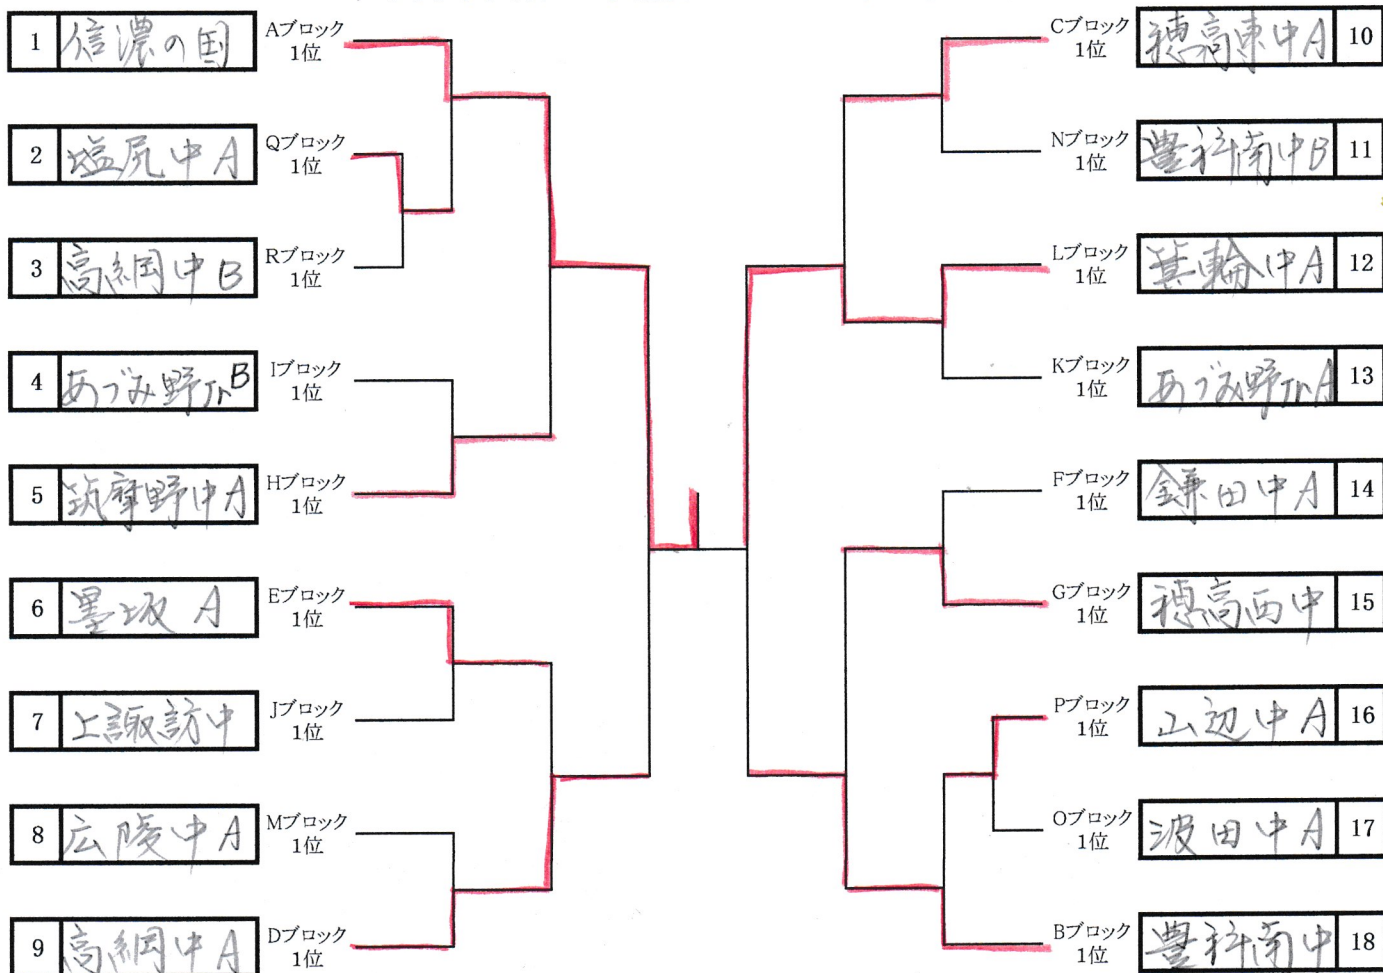 1 信濃の国 Aブロック 1位
2 塩尻中A Qブロック 1位
3 高綱中B Rブロック 1位
4 あづみ野Jr B Iブロック 1位
5 筑摩野中A Hブロック 1位
6 墨坂 A Eブロック 1位
7 上諏訪中 Jブロック 1位
8 広陵中A Mブロック 1位
9 高綱中A Dブロック 1位
Cブロック 1位 穂高東中A 10
Nブロック 1位 豊科南中B 11
Lブロック 1位 箕輪中A 12
Kブロック 1位 あづみ野Jr A 13
Fブロック 1位 鎌田中A 14
Gブロック 1位 穂高西中 15
Pブロック 1位 山辺中A 16
Oブロック 1位 波田中A 17
Bブロック 1位 豊科南中 18